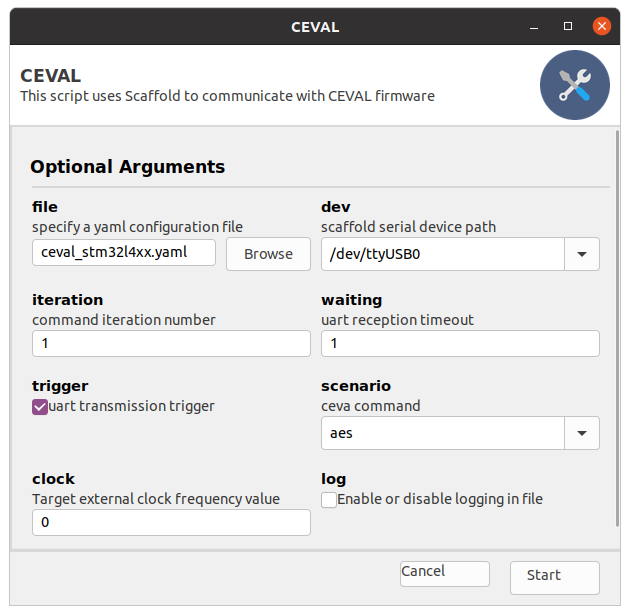 CEVAL
CEVAL
This script uses Scaffold to communicate with CEVAL firmware
Optional Arguments
file
specify a yaml configuration file
ceval_stm32l4xx.yaml
Browse
dev
scaffold serial device path
/dev/ttyUSB0
iteration
command iteration number
1
waiting
uart reception timeout
1
trigger
uart transmission trigger
scenario
ceva command
aes
clock
Target external clock frequency value
0
log
Enable or disable logging in file
Cancel
Start